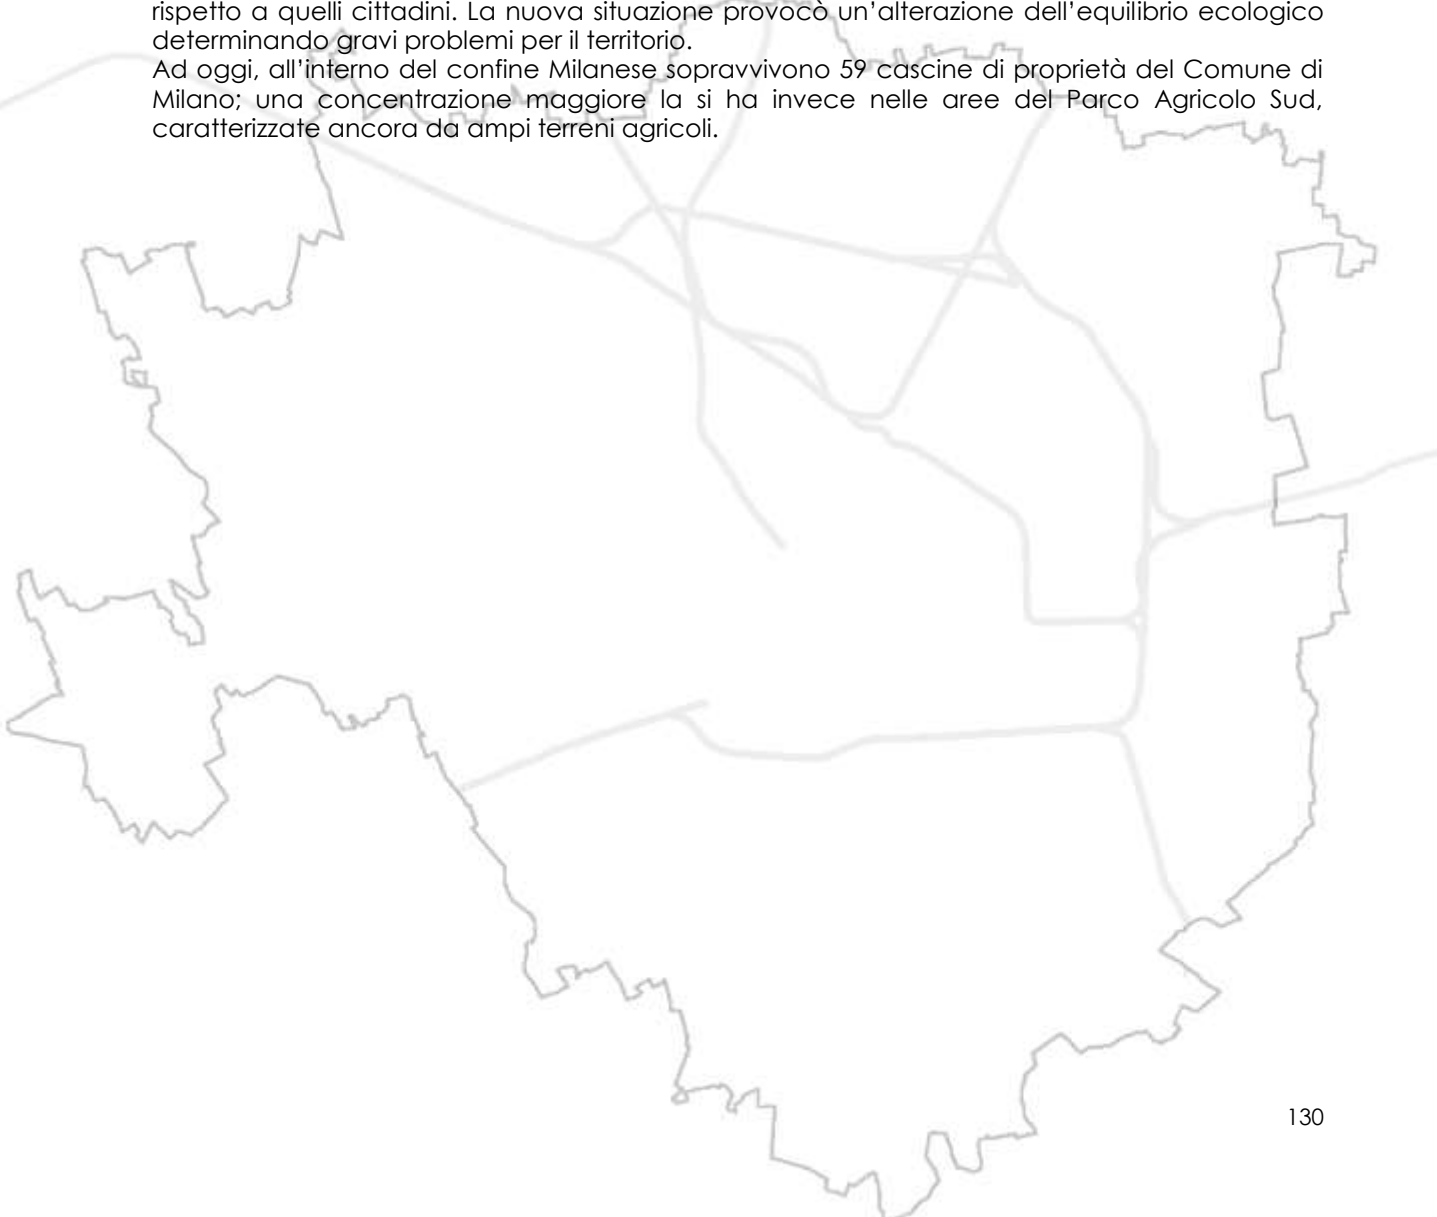 rispetto a quelli cittadini. La nuova situazione provocò un’alterazione dell’equilibrio ecologico
determinando gravi problemi per il territorio.
Ad oggi, all’interno del confine Milanese sopravvivono 59 cascine di proprietà del Comune di
Milano; una concentrazione maggiore la si ha invece nelle aree del Parco Agricolo Sud,
caratterizzate ancora da ampi terreni agricoli.
130